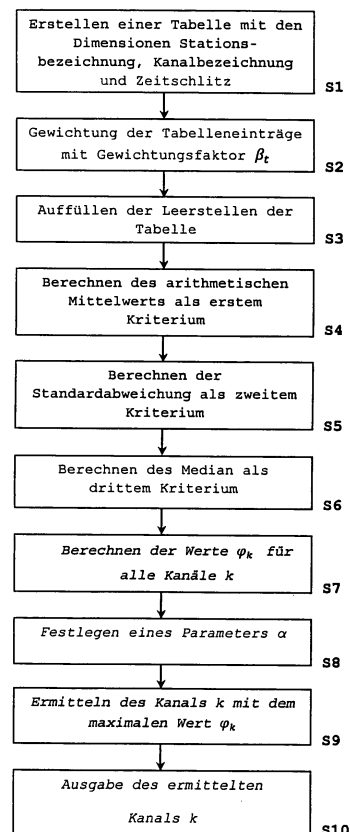 Erstellen einer Tabelle mit den
Dimensionen Stations-
bezeichnung, Kanalbezeichnung
und Zeitschlitz
S1
Gewichtung der Tabelleneinträge
mit Gewichtungsfaktor βt
S2
Auffüllen der Leerstellen der
Tabelle
S3
Berechnen des arithmetischen
Mittelwerts als erstem
Kriterium
S4
Berechnen der
Standardabweichung als zweitem
Kriterium
S5
Berechnen des Median als
drittem Kriterium
S6
Berechnen der Werte φk für
alle Kanäle k
S7
Festlegen eines Parameters α
S8
Ermitteln des Kanals k mit dem
maximalen Wert φk
S9
Ausgabe des ermittelten
Kanals k
S10